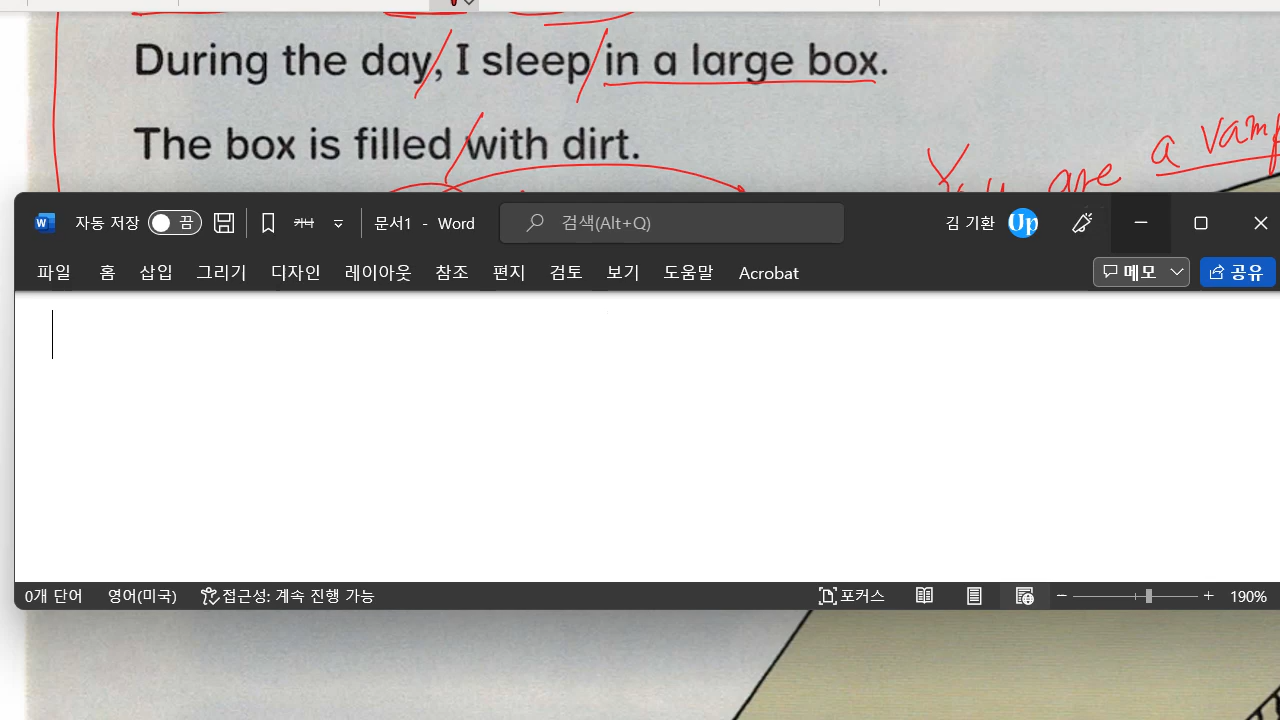 During the day, I sleep in a large box.
The box is filled with dirt.
You are a vamp
자동 저장 끔 문서1 - Word 검색(Alt+Q) 김 기환 Up
파일 홈 삽입 그리기 디자인 레이아웃 참조 편지 검토 보기 도움말 Acrobat 메모 공유
0개 단어 영어(미국) 접근성: 계속 진행 가능 포커스 190%